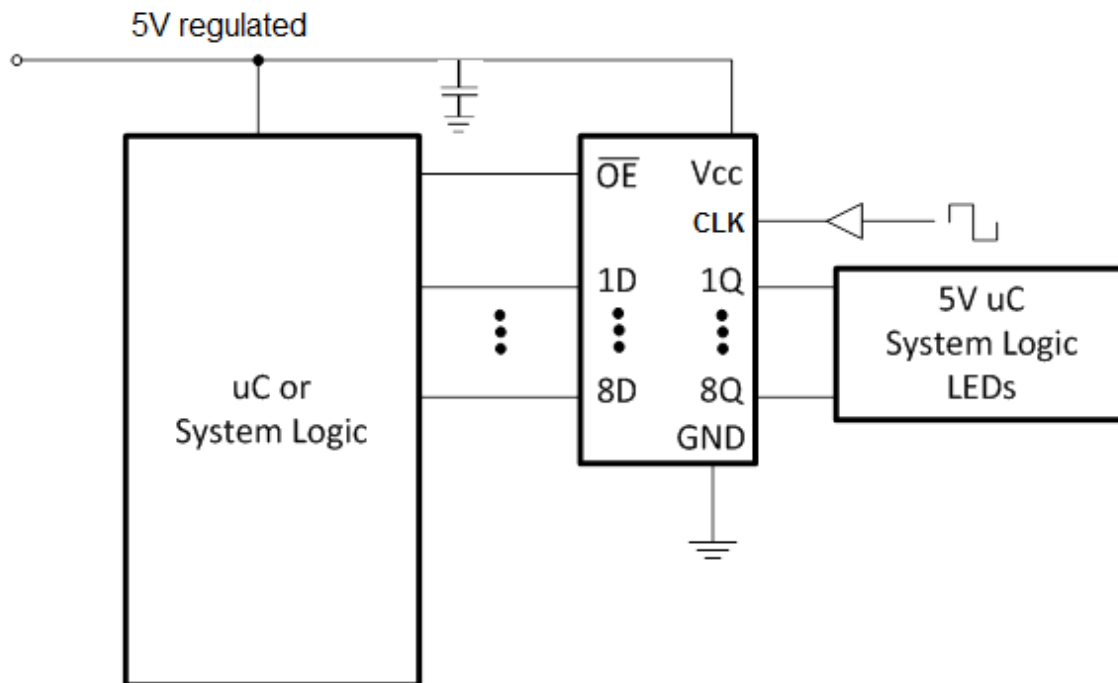 5V regulated
OE Vcc
CLK
1D 1Q
8D 8Q
GND
uC or
System Logic
5V uC
System Logic
LEDs